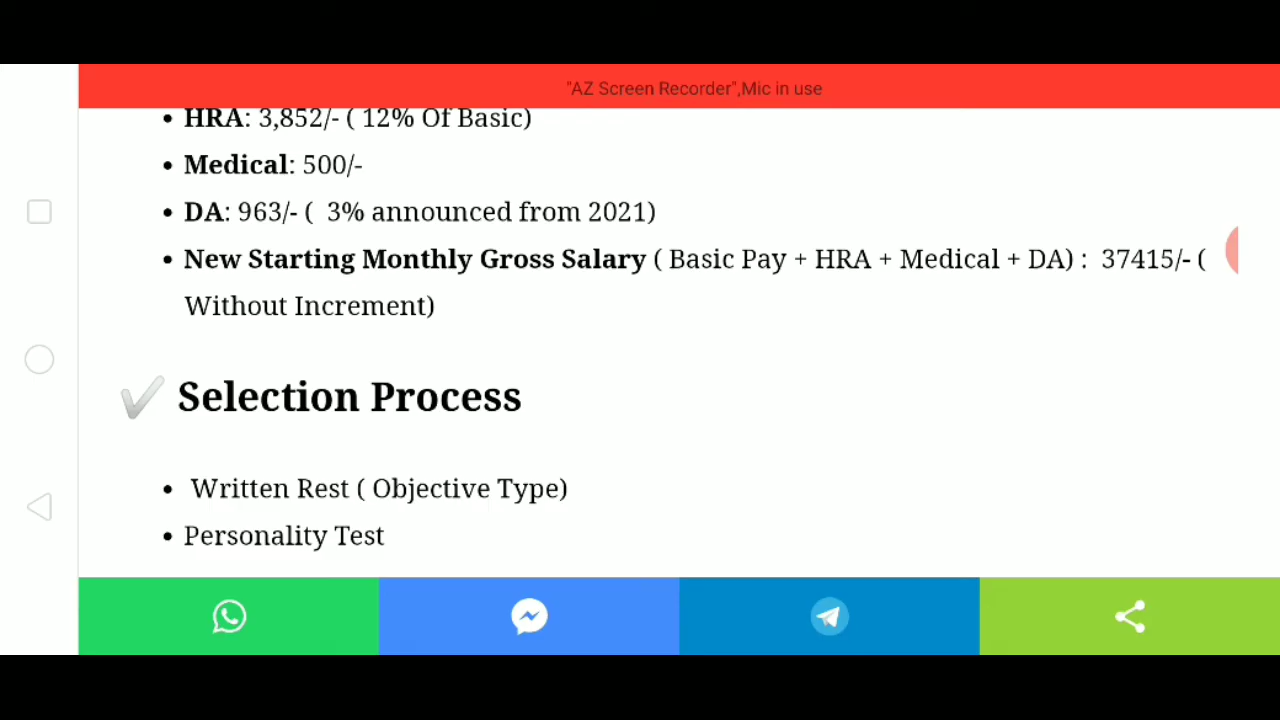 "AZ Screen Recorder",Mic in use
• HRA: 3,852/- ( 12% Of Basic)
• Medical: 500/-
• DA: 963/- (  3% announced from 2021)
• New Starting Monthly Gross Salary ( Basic Pay + HRA + Medical + DA) :  37415/- (
Without Increment)
✔ Selection Process
• Written Rest ( Objective Type)
• Personality Test